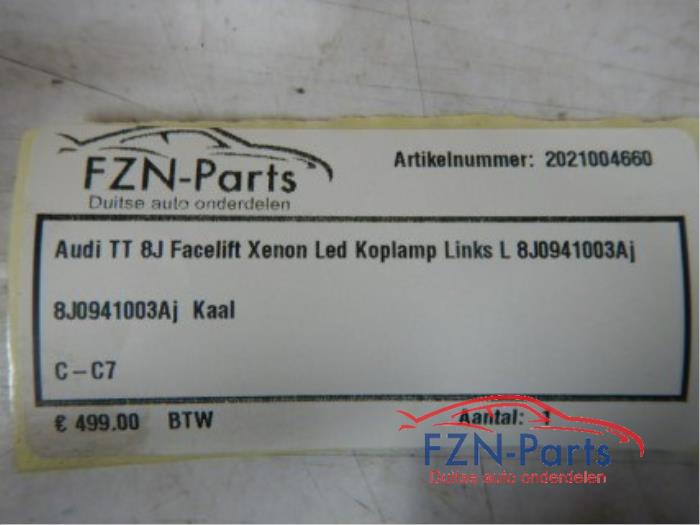 FZN-Parts
Duitse auto onderdelen
Artikelnummer: 2021004660
Audi TT 8J Facelift Xenon Led Koplamp Links L 8J0941003Aj
8J0941003Aj Kaal
C-C7
€ 499.00 BTW Aantal: 1
FZN-Parts
Duitse auto onderdelen